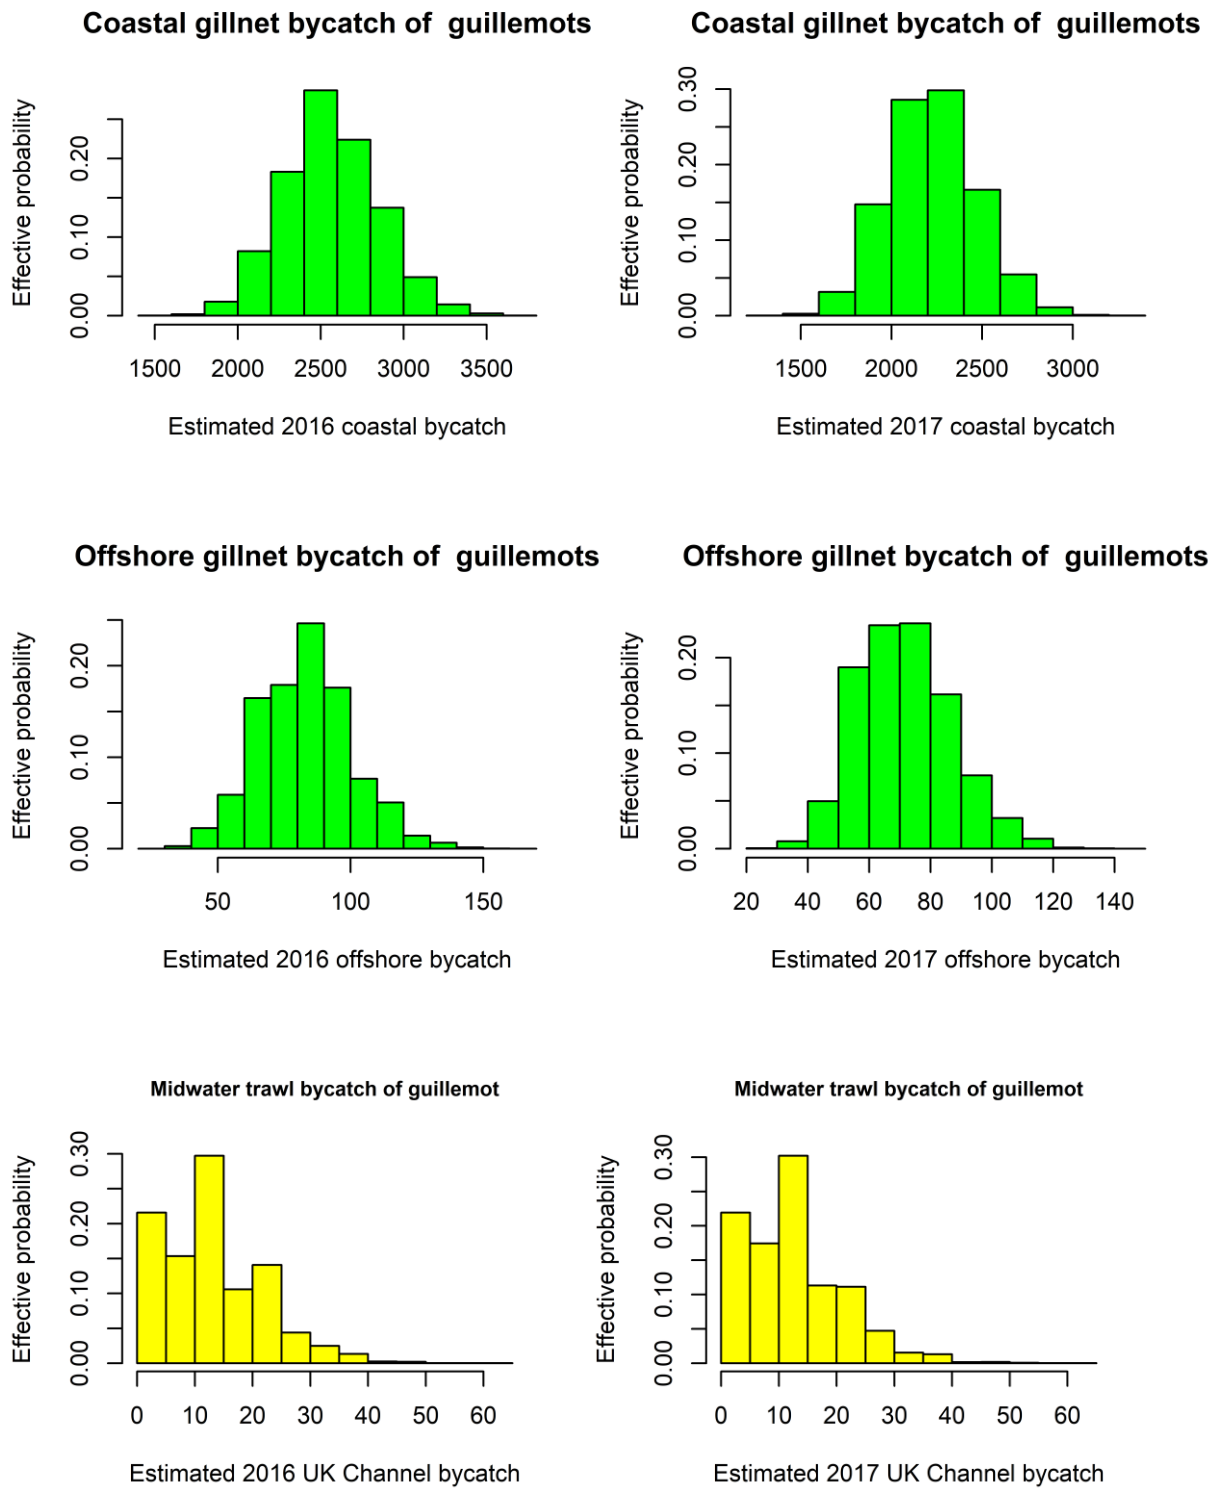 Coastal gillnet bycatch of  guillemots
Effective probability
0.00 0.10 0.20
1500 2000 2500 3000 3500
Estimated 2016 coastal bycatch
Coastal gillnet bycatch of  guillemots
Effective probability
0.00 0.10 0.20 0.30
1500 2000 2500 3000
Estimated 2017 coastal bycatch
Offshore gillnet bycatch of  guillemots
Effective probability
0.00 0.10 0.20
50 100 150
Estimated 2016 offshore bycatch
Offshore gillnet bycatch of  guillemots
Effective probability
0.00 0.10 0.20
20 40 60 80 100 120 140
Estimated 2017 offshore bycatch
Midwater trawl bycatch of guillemot
Effective probability
0.00 0.10 0.20 0.30
0 10 20 30 40 50 60
Estimated 2016 UK Channel bycatch
Midwater trawl bycatch of guillemot
Effective probability
0.00 0.10 0.20 0.30
0 10 20 30 40 50 60
Estimated 2017 UK Channel bycatch